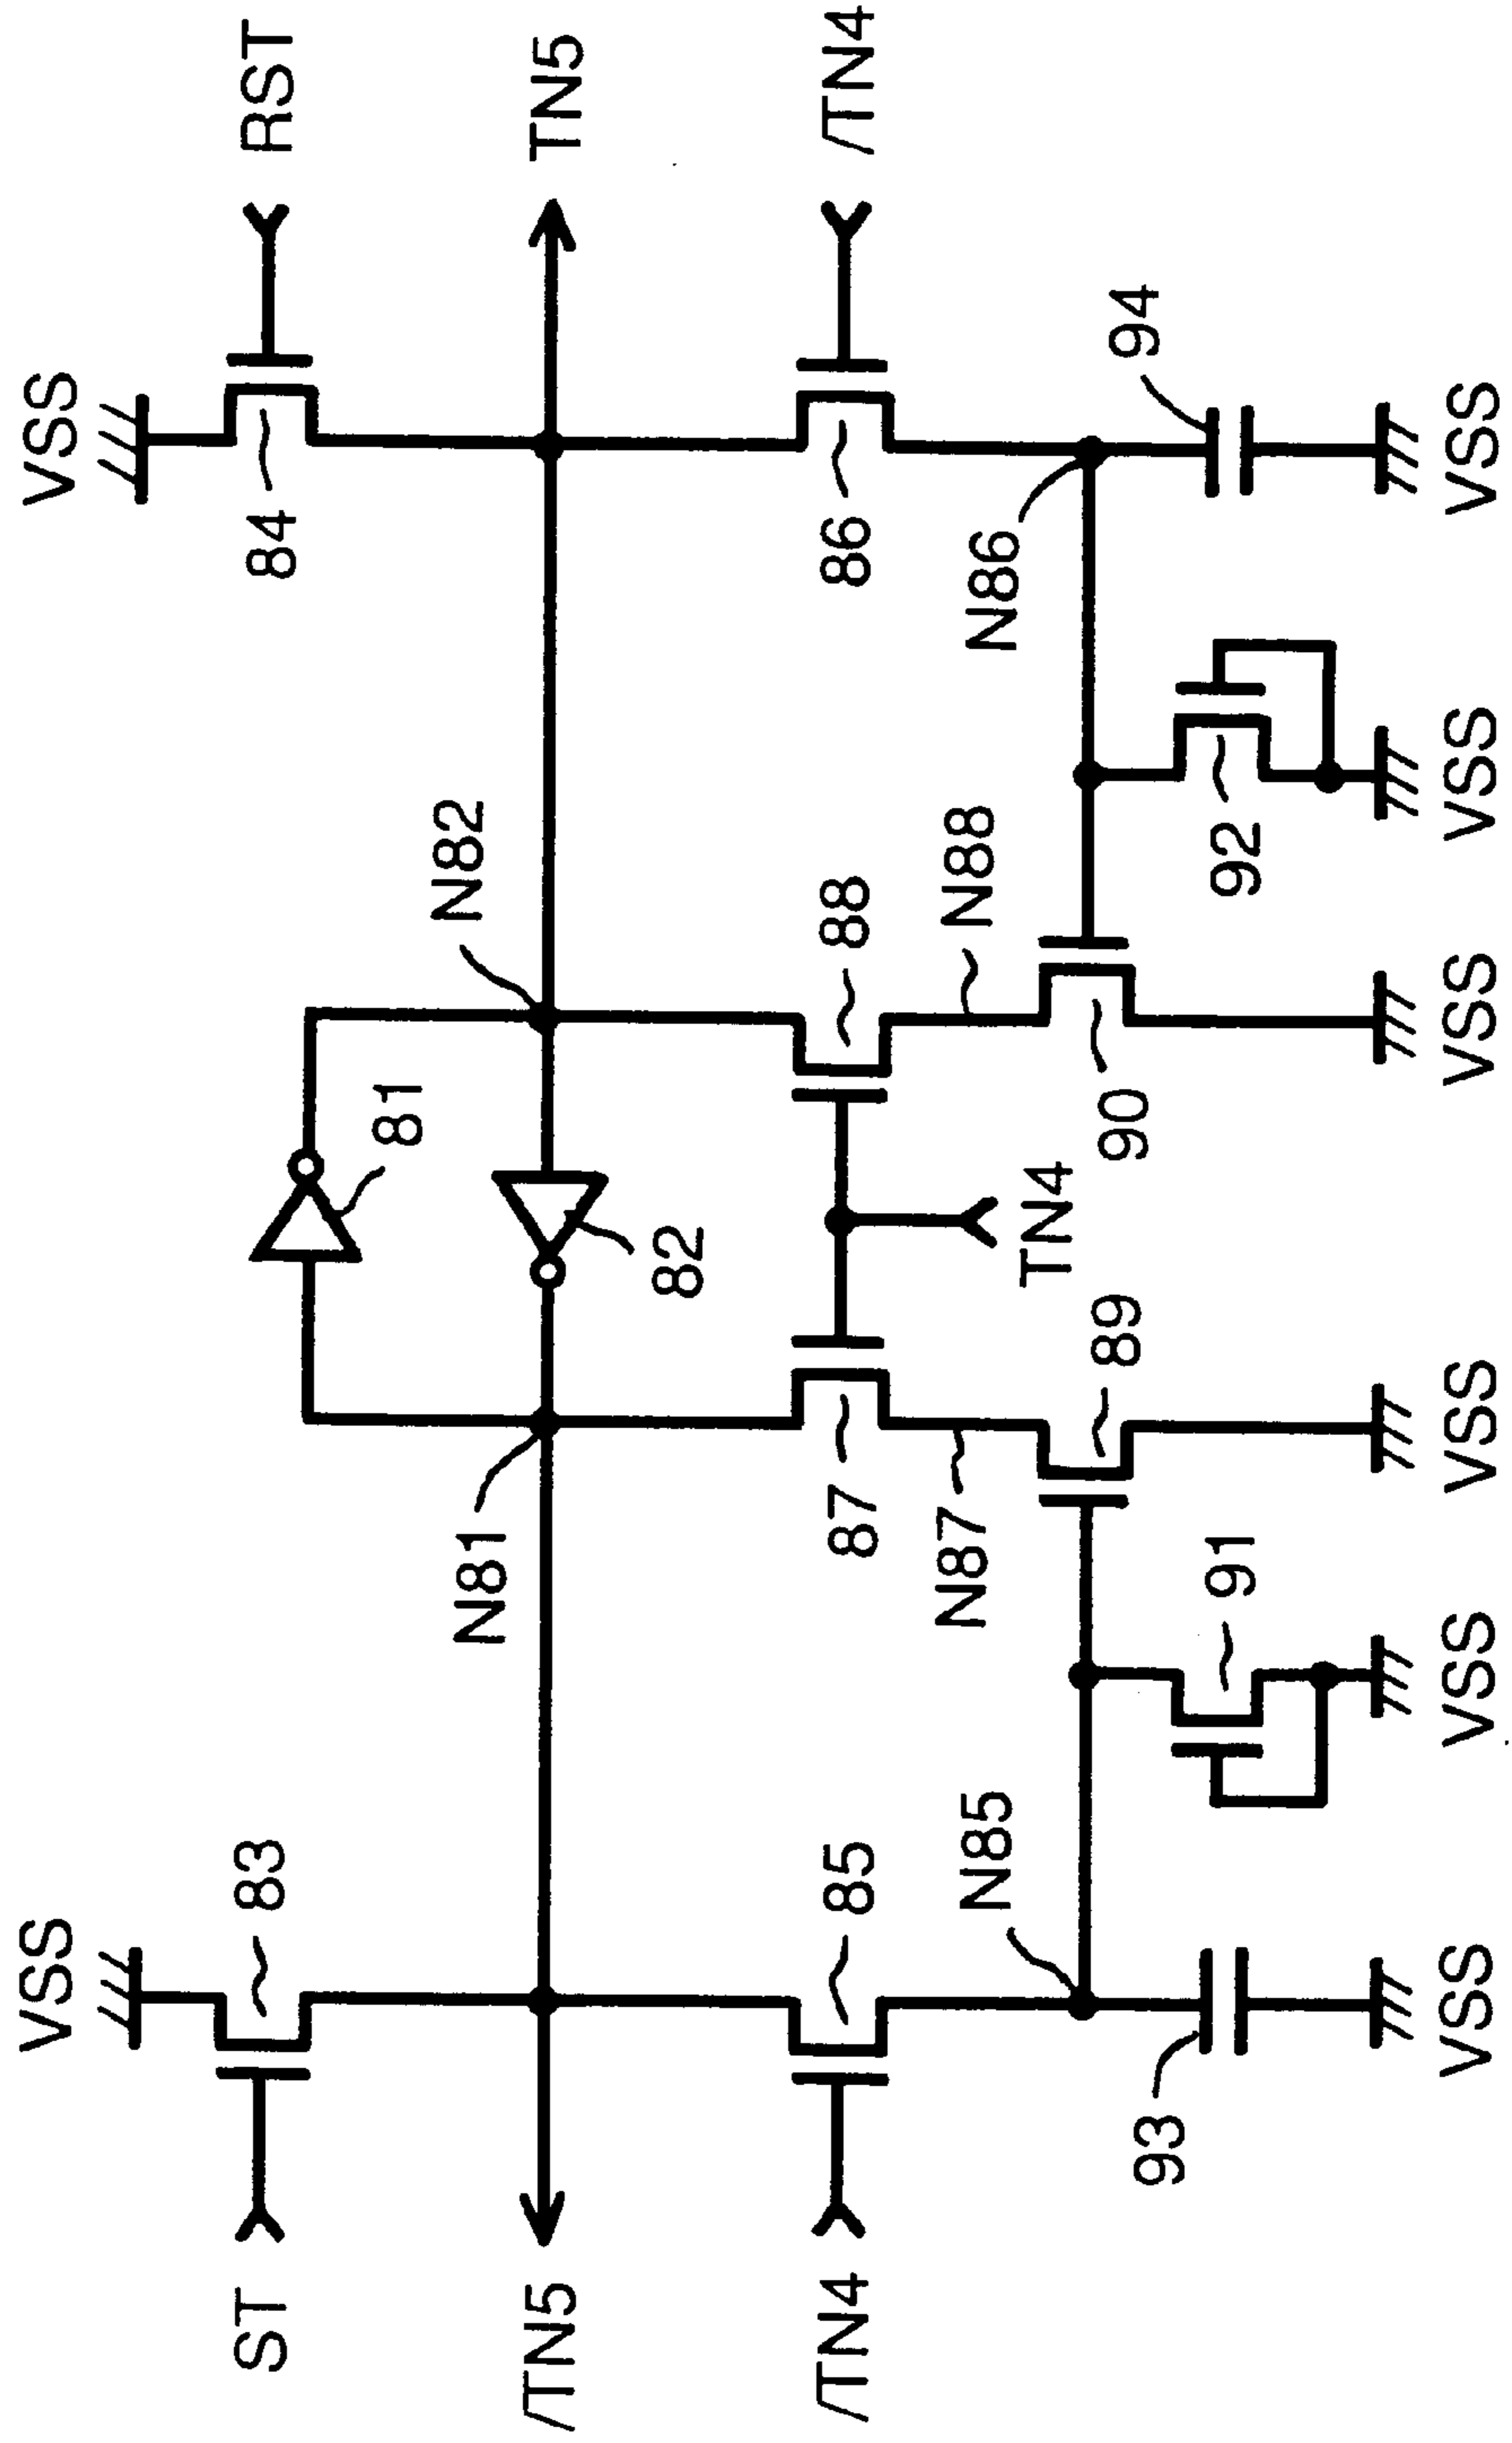 VSS
VSS
ST
83
84
RST
81
N81
N82
/TN5
TN5
82
/TN4
85
87
88
86
/TN4
N85
N87
TN4
N88
N86
89
90
93
91
92
94
VSS
VSS
VSS
VSS
VSS
VSS